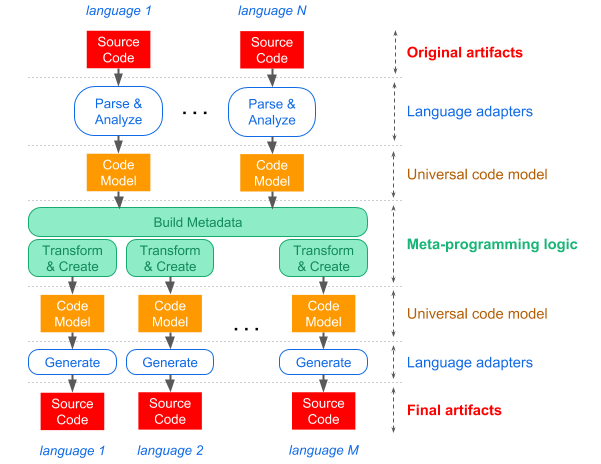 language 1
language N
Source
Code
Source
Code
Original artifacts
Parse &
Analyze
. . .
Parse &
Analyze
Language adapters
Code
Model
Code
Model
Universal code model
Build Metadata
Transform
& Create
Transform
& Create
Transform
& Create
Meta-programming logic
Code
Model
Code
Model
. . .
Code
Model
Universal code model
Generate
Generate
Generate
Language adapters
Source
Code
Source
Code
Source
Code
Final artifacts
language 1
language 2
language M